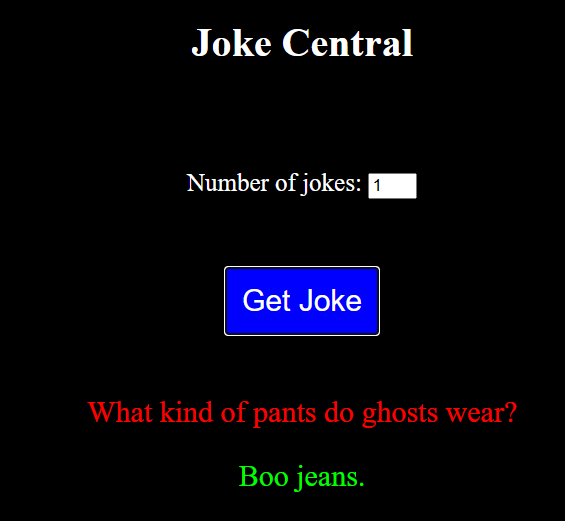 Joke Central
Number of jokes: 1
Get Joke
What kind of pants do ghosts wear?
Boo jeans.